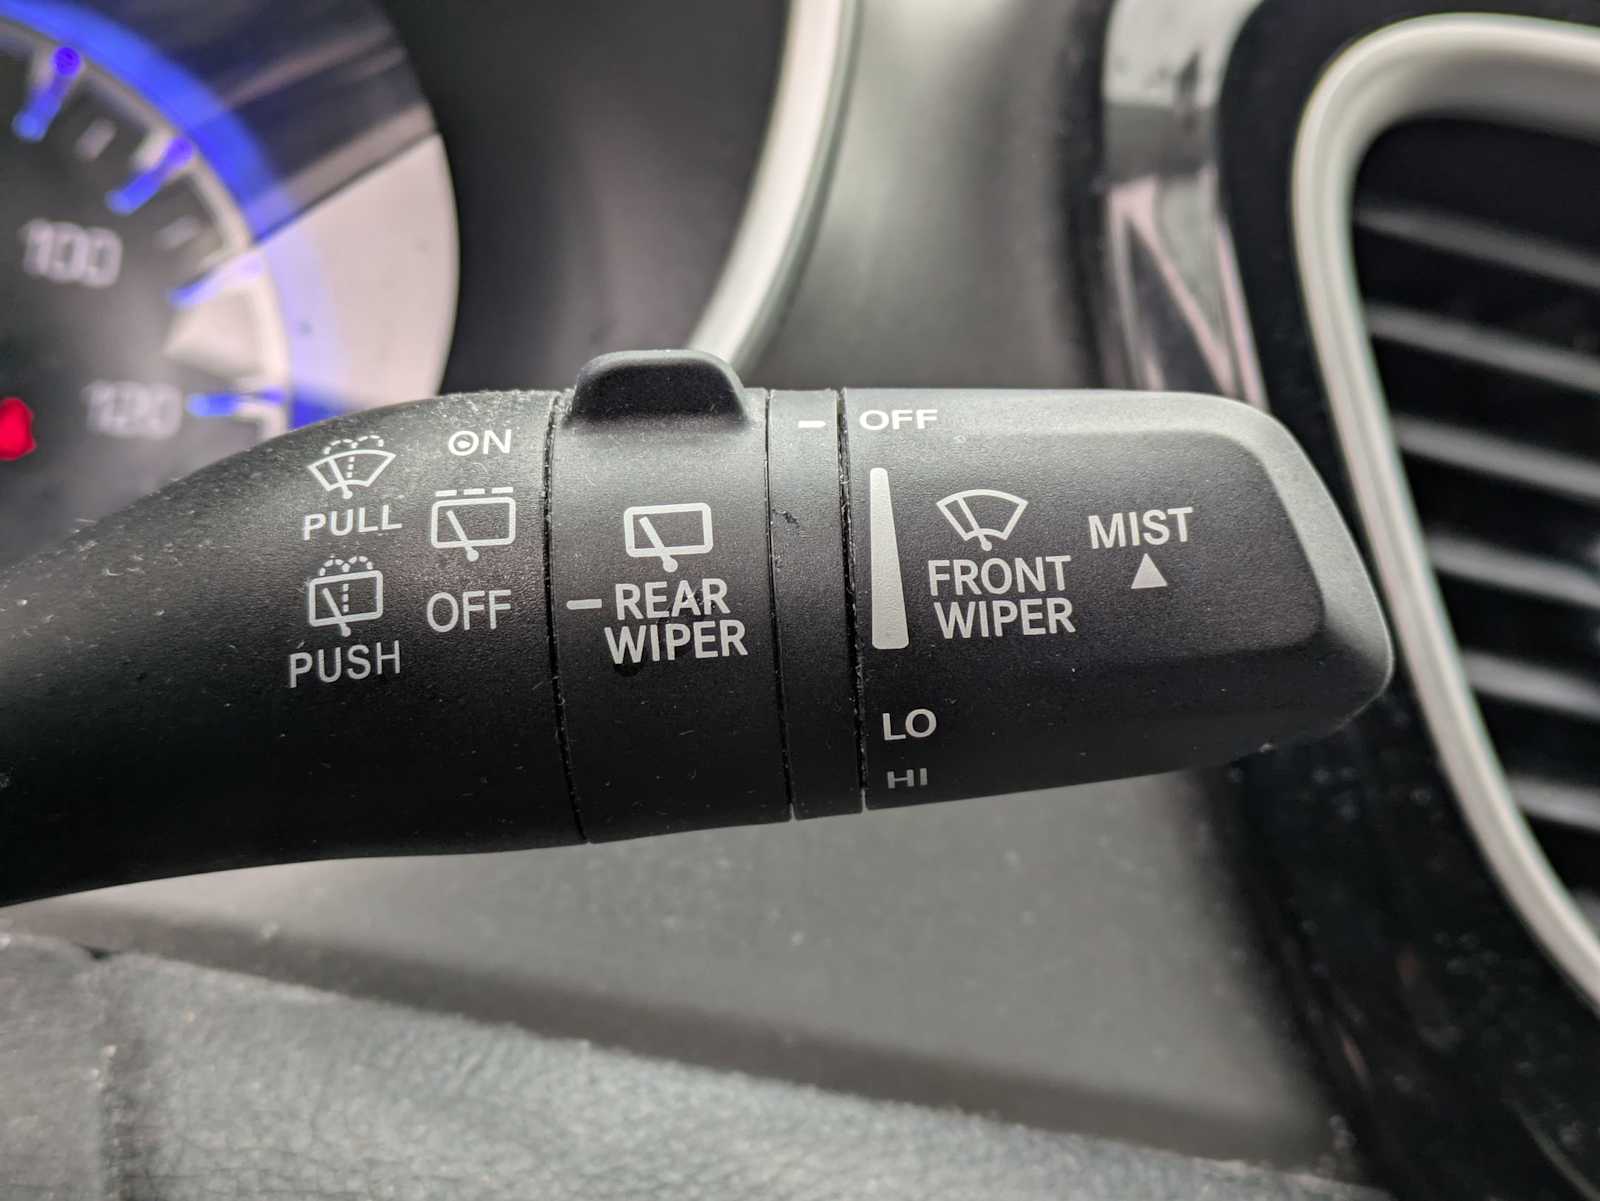 100
120
PULL
PUSH
ON
OFF
REAR
WIPER
OFF
FRONT
WIPER
MIST
LO
HI